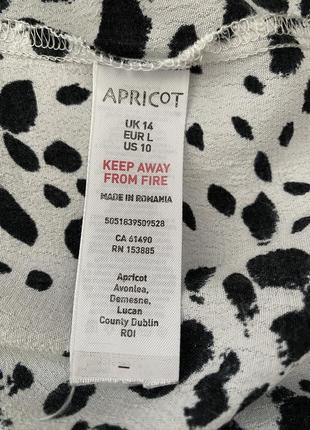 APRICOT
UK 14
EUR L
US 10
KEEP AWAY
FROM FIRE
MADE IN ROMANIA
5051839509528
CA 61490
RN 153885
Apricot
Avonlea,
Demesne,
Lucan
County Dublin
ROI